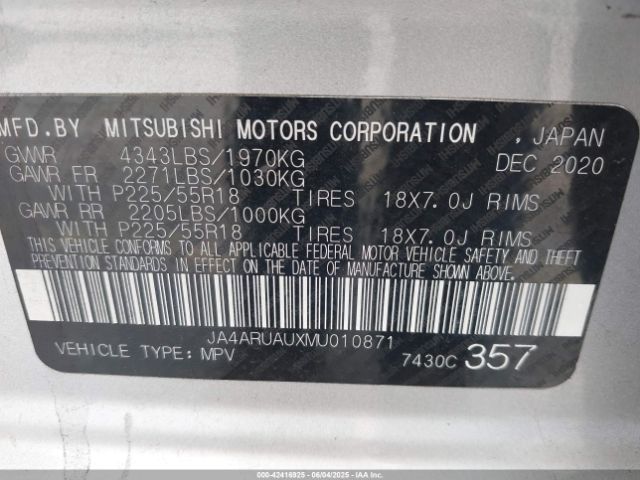 MFD.BY MITSUBISHI MOTORS CORPORATION , JAPAN
GVWR 4343LBS/1970KG DEC 2020
GAWR FR 2271LBS/1030KG
WITH P225/55R18 TIRES 18X7.0J RIMS
GAWR RR 2205LBS/1000KG
WITH P225/55R18 TIRES 18X7.0J RIMS
THIS VEHICLE CONFORMS TO ALL APPLICABLE FEDERAL MOTOR VEHICLE SAFETY AND THEFT
PREVENTION STANDARDS IN EFFECT ON THE DATE OF MANUFACTURE SHOWN ABOVE.
JA4ARUAUXMU010871
VEHICLE TYPE: MPV 7430C 357
000-42416925 - 06/04/2025 - IAA Inc.